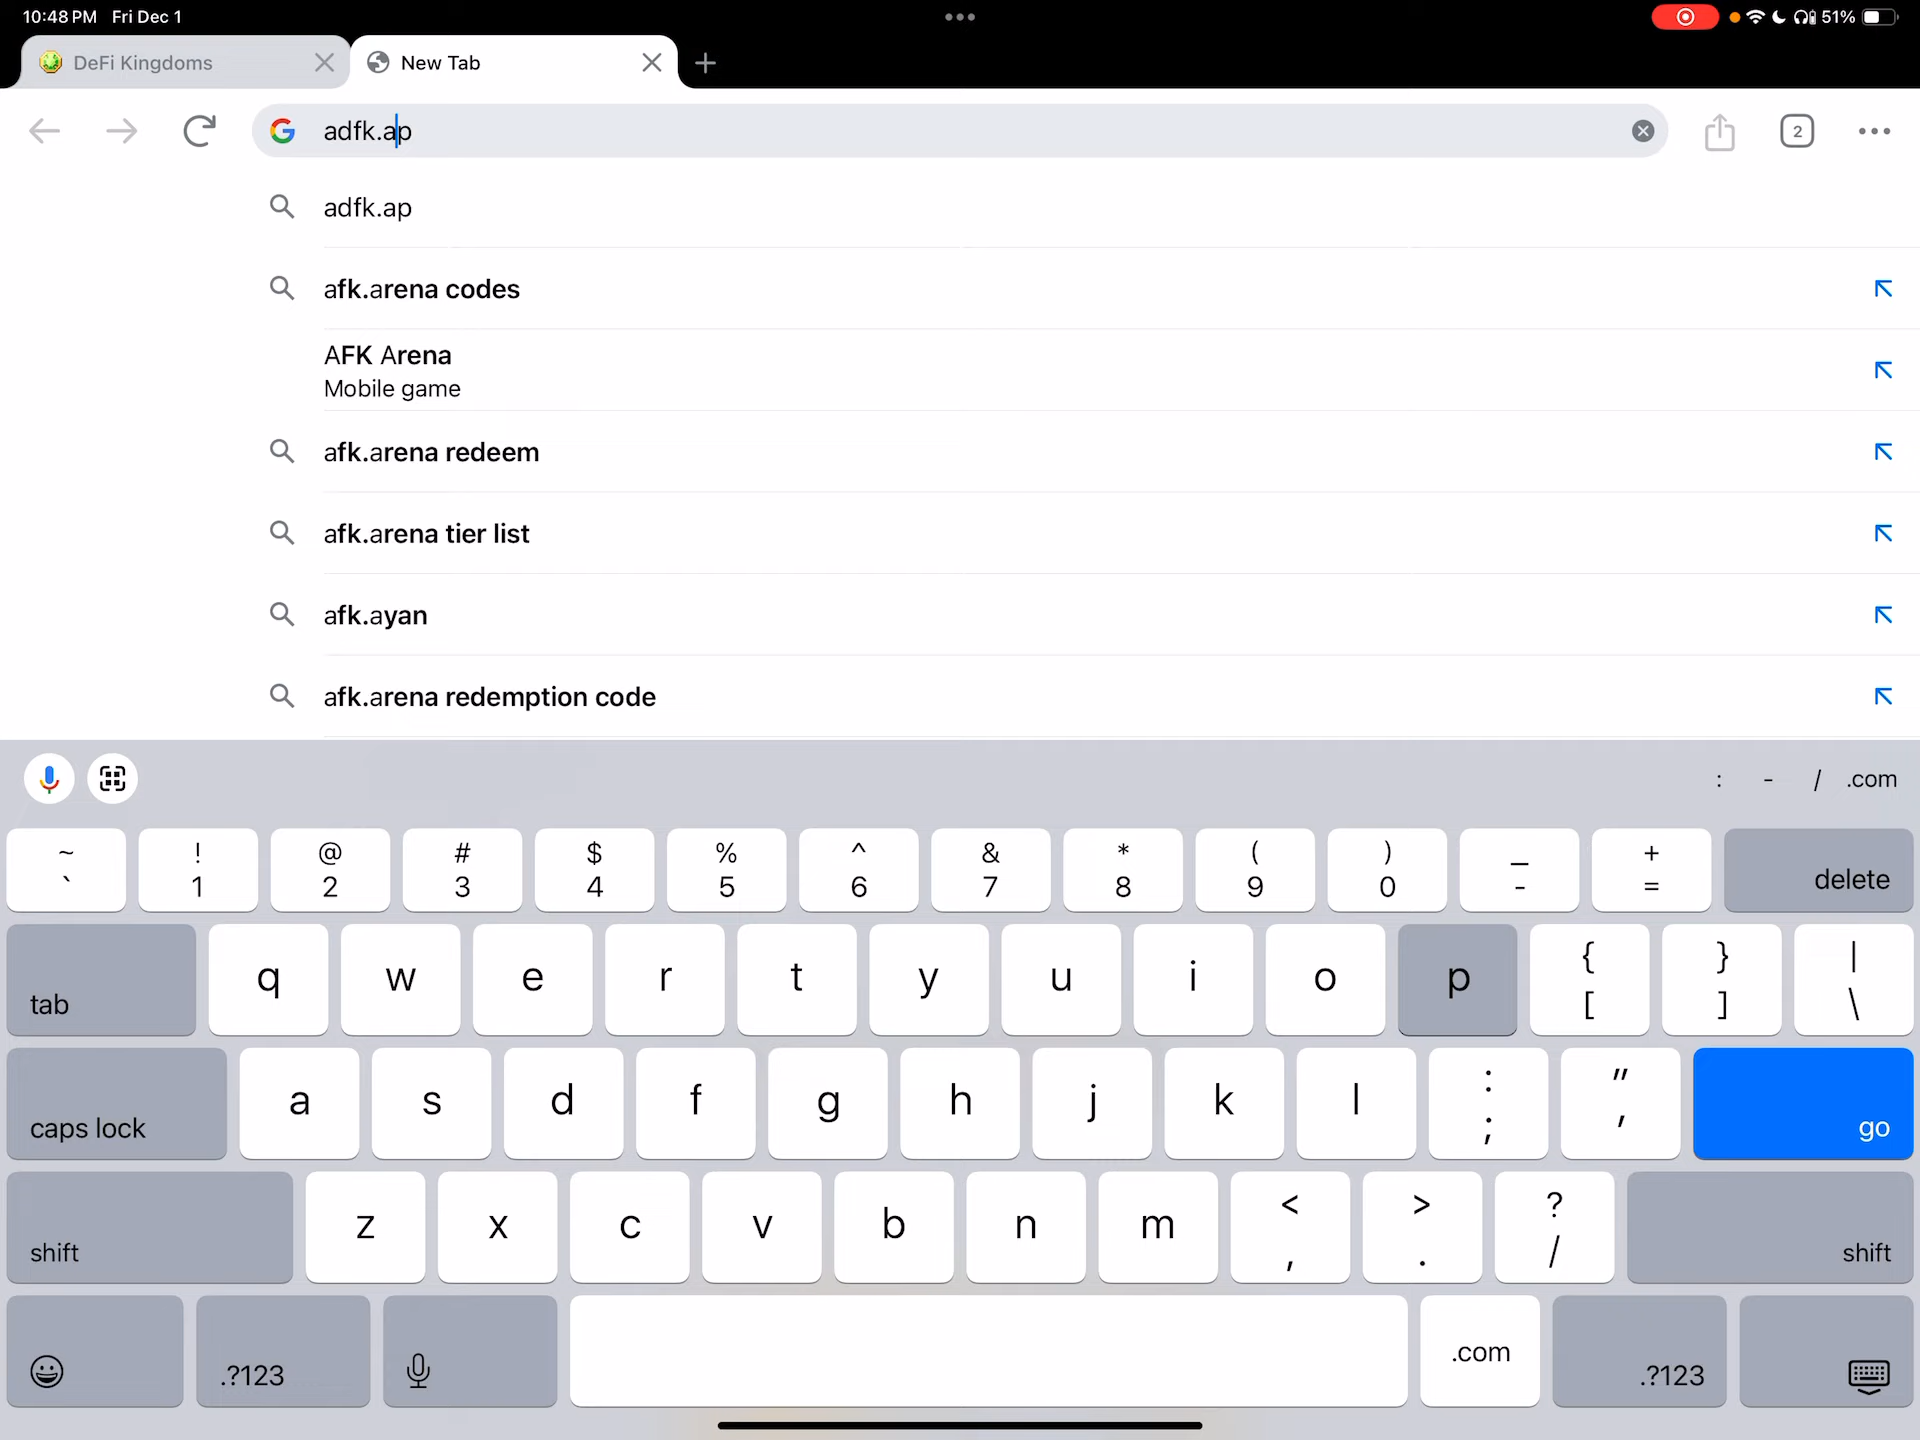 10:48 PM Fri Dec 1
51%
DeFi Kingdoms
New Tab
adfk.ap
2
adfk.ap
afk.arena codes
AFK Arena
Mobile game
afk.arena redeem
afk.arena tier list
afk.ayan
afk.arena redemption code
: - / .com
~ ! @ # $ % ^ & * ( ) _ +
` 1 2 3 4 5 6 7 8 9 0 - = delete
tab q w e r t y u i o p { [ } ] | \
caps lock a s d f g h j k l : ; " ' go
shift z x c v b n m < , > . ? / shift
.?123 .com .?123